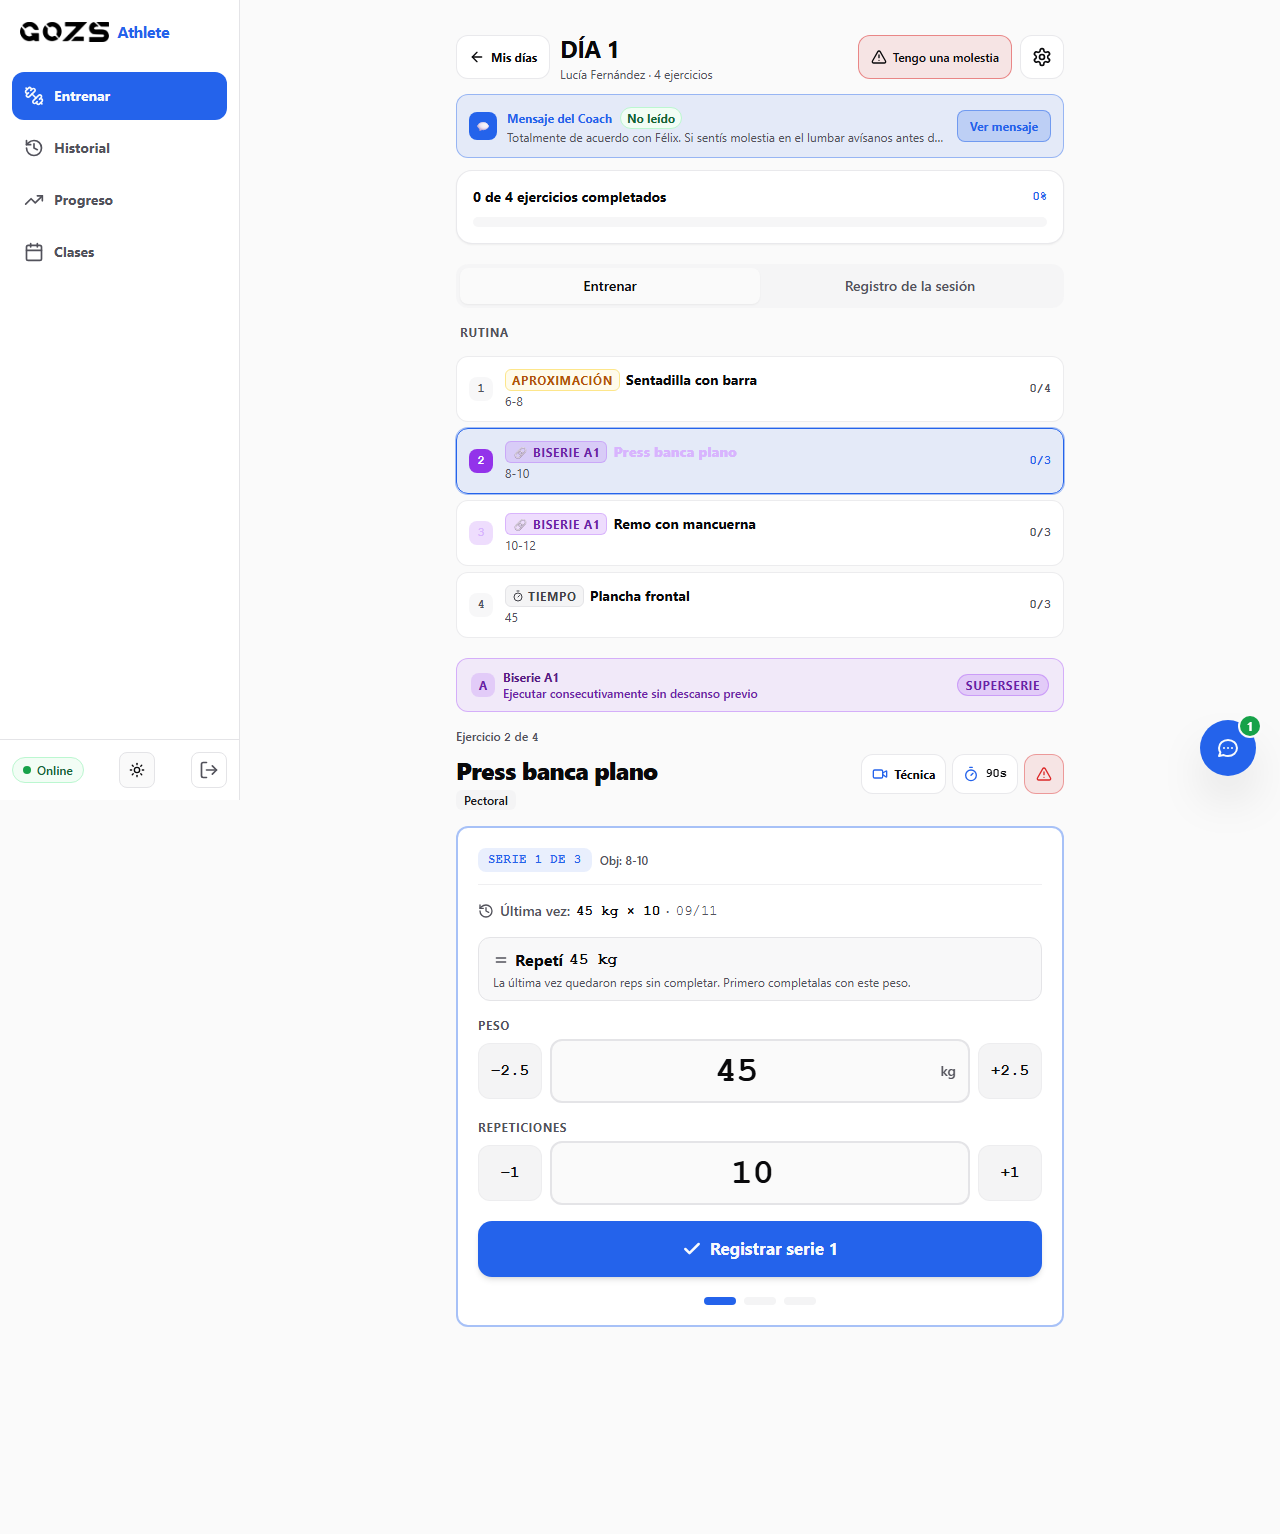 GOZS Athlete
Entrenar
Historial
Progreso
Clases
Online
Mis días
DÍA 1
Lucía Fernández · 4 ejercicios
Tengo una molestia
Mensaje del Coach
No leído
Totalmente de acuerdo con Félix. Si sentís molestia en el lumbar avísanos antes d...
Ver mensaje
0 de 4 ejercicios completados
0%
Entrenar
Registro de la sesión
RUTINA
1
APROXIMACIÓN
Sentadilla con barra
6-8
0/4
2
BISERIE A1
Press banca plano
8-10
0/3
3
BISERIE A1
Remo con mancuerna
10-12
0/3
4
TIEMPO
Plancha frontal
45
0/3
A
Biserie A1
Ejecutar consecutivamente sin descanso previo
SUPERSERIE
Ejercicio 2 de 4
Press banca plano
Pectoral
Técnica
90s
1
SERIE 1 DE 3
Obj: 8-10
Última vez: 45 kg × 10 · 09/11
= Repetí 45 kg
La última vez quedaron reps sin completar. Primero completalas con este peso.
PESO
−2.5
45
kg
+2.5
REPETICIONES
−1
10
+1
Registrar serie 1